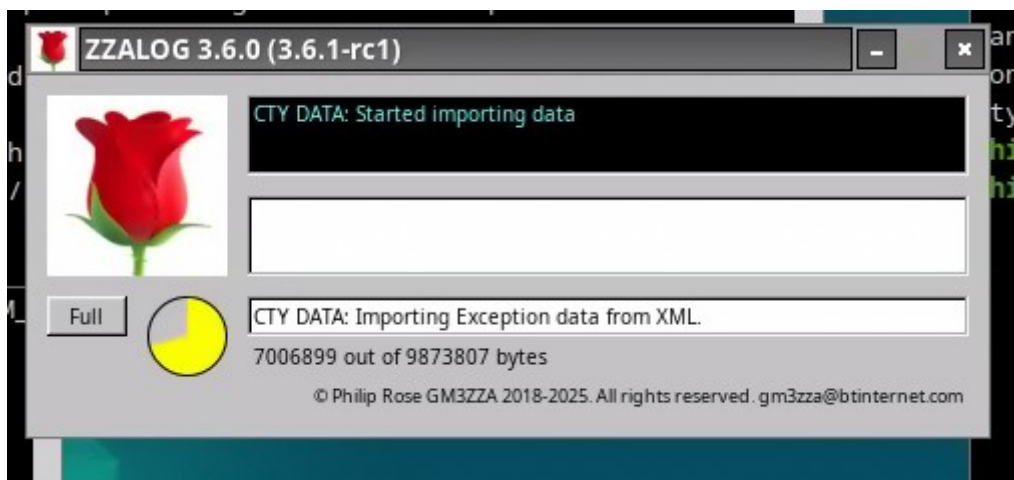 ZZALOG 3.6.0 (3.6.1-rc1)
CTY DATA: Started importing data
Full
CTY DATA: Importing Exception data from XML.
7006899 out of 9873807 bytes
© Philip Rose GM3ZZA 2018-2025. All rights reserved. gm3zza@btinternet.com